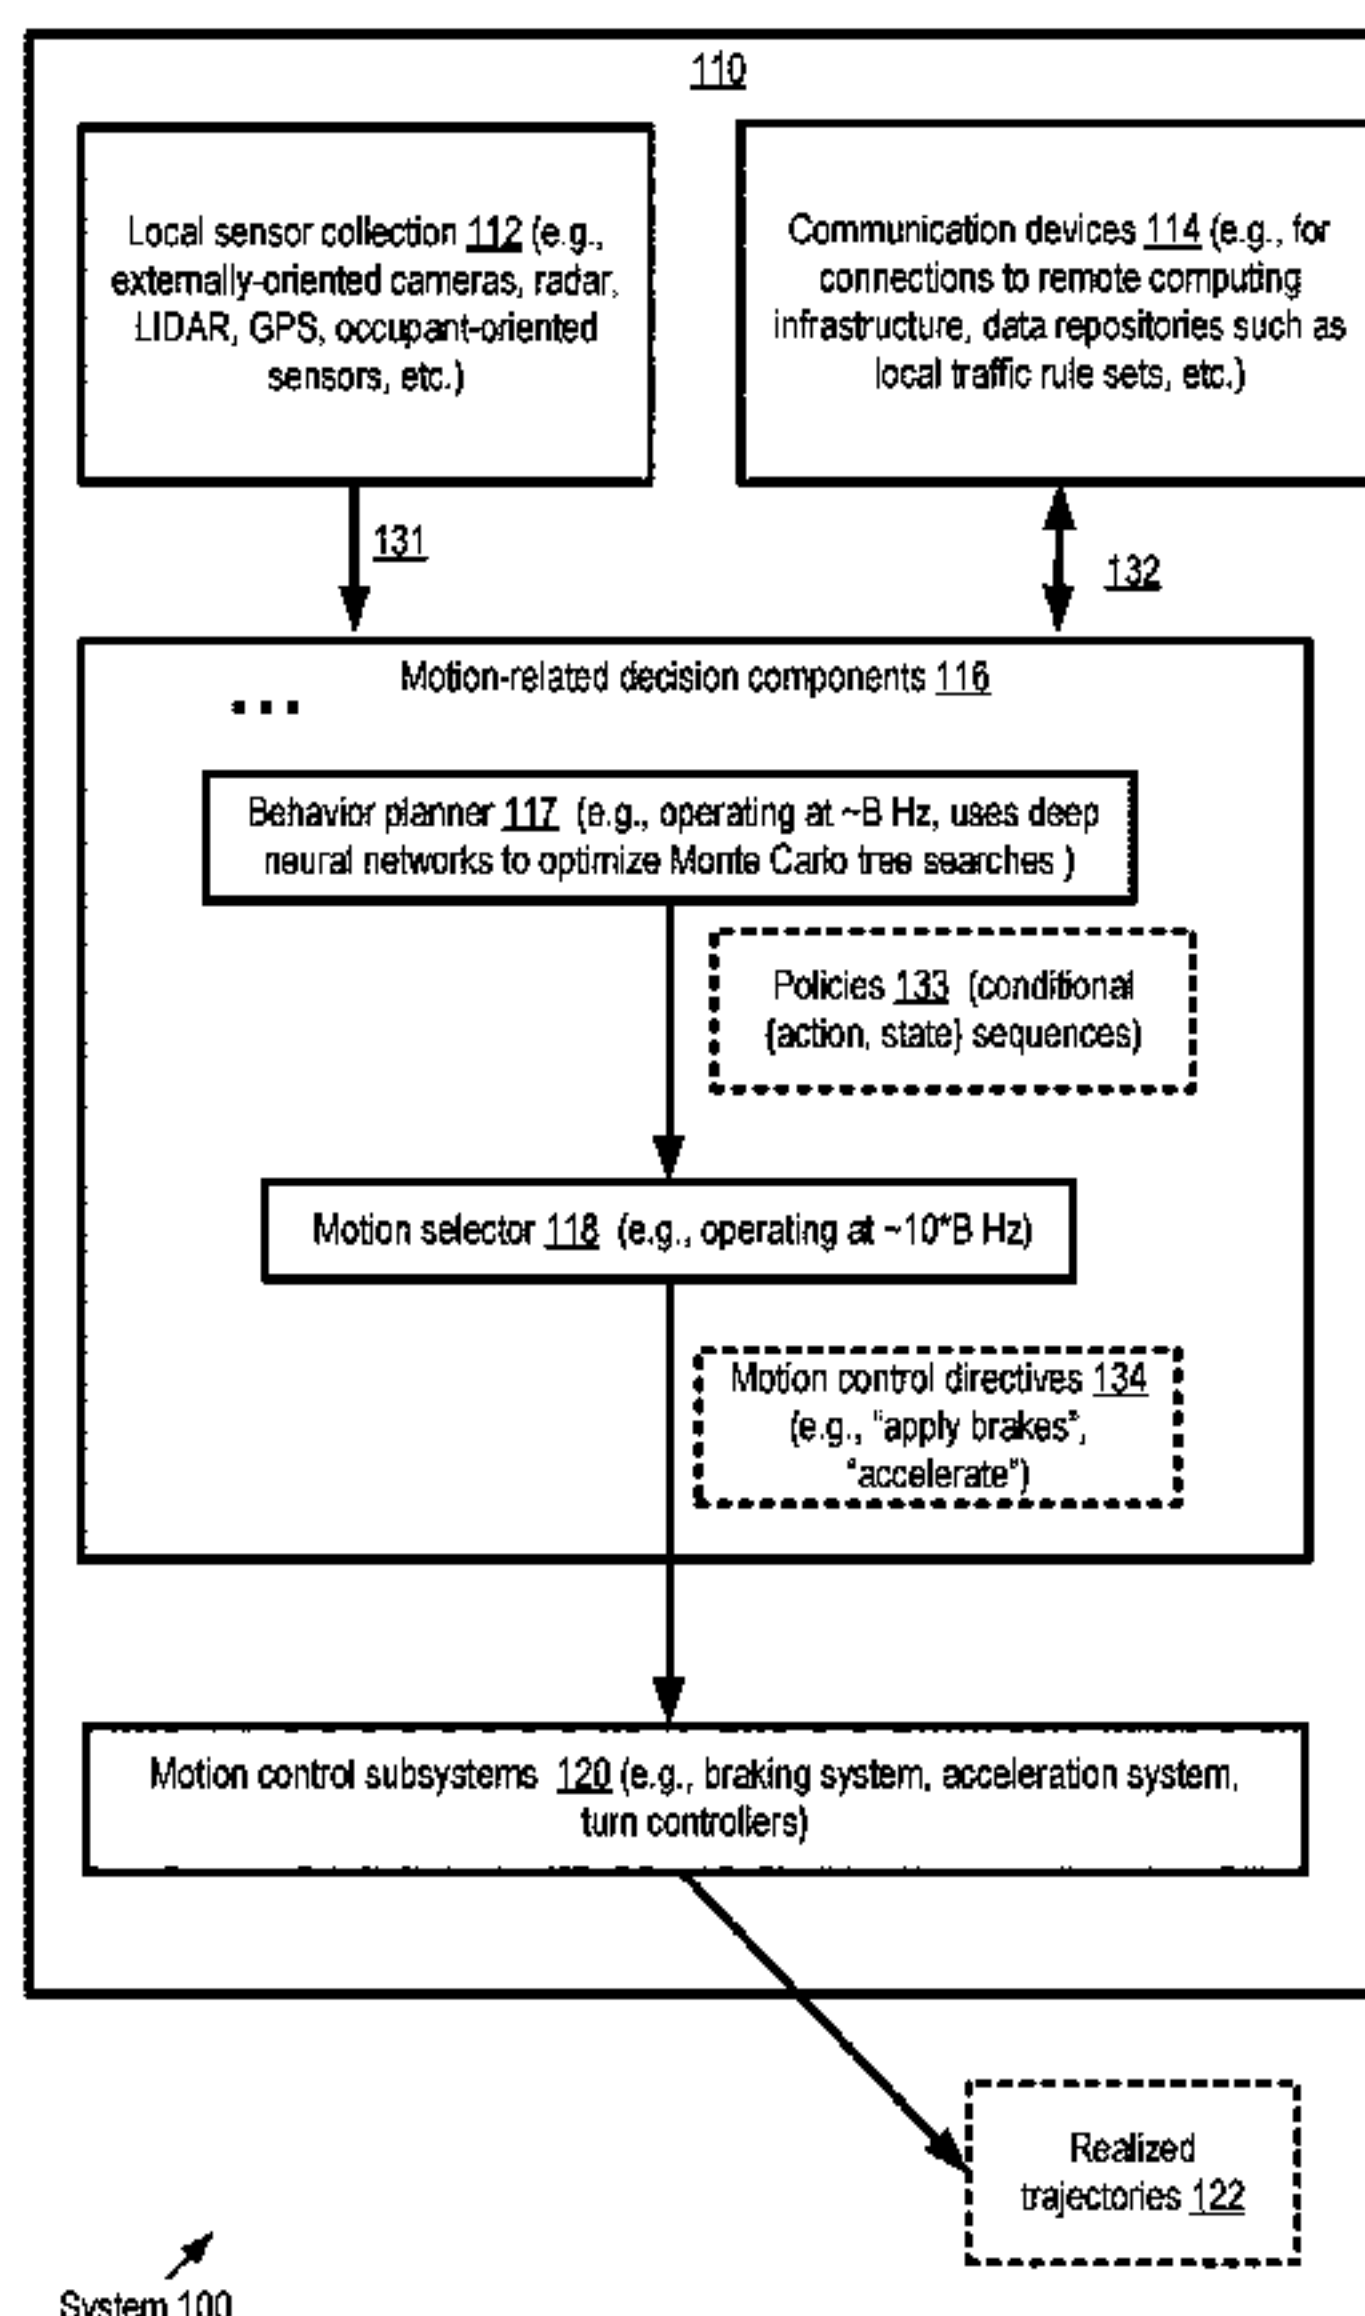 110
Local sensor collection 112 (e.g.,
externally-oriented cameras, radar,
LIDAR, GPS, occupant-oriented
sensors, etc.)
Communication devices 114 (e.g., for
connections to remote computing
infrastructure, data repositories such as
local traffic rule sets, etc.)
131
132
Motion-related decision components 116
...
Behavior planner 117 (e.g., operating at ~B Hz, uses deep
neural networks to optimize Monte Carlo tree searches )
Policies 133 (conditional
{action, state} sequences)
Motion selector 118 (e.g., operating at ~10*B Hz)
Motion control directives 134
(e.g., "apply brakes",
"accelerate")
Motion control subsystems 120 (e.g., braking system, acceleration system,
turn controllers)
Realized
trajectories 122
System 100